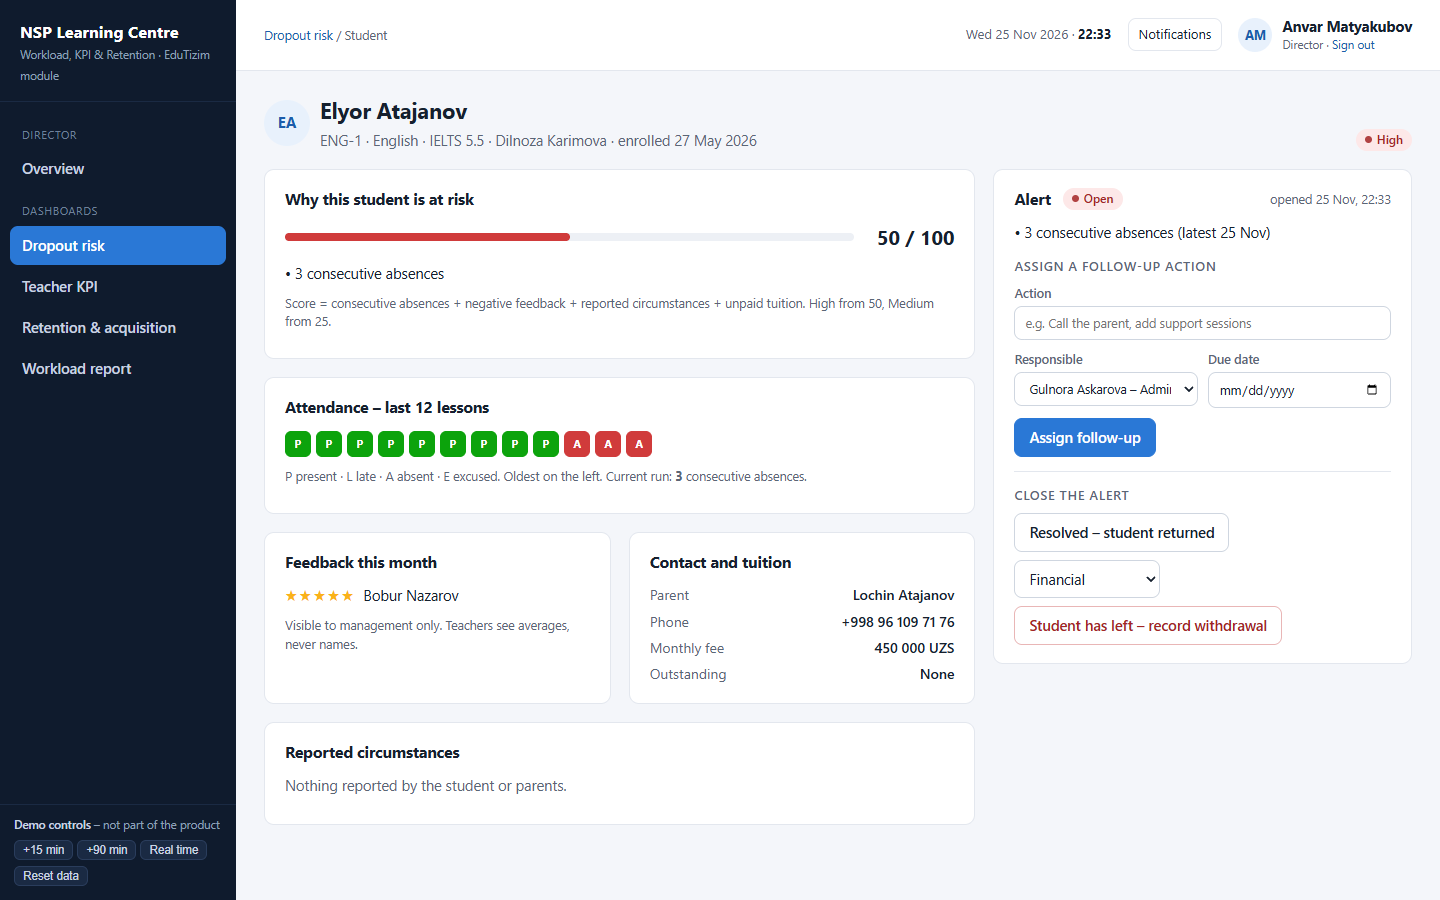 NSP Learning Centre
Workload, KPI & Retention · EduTizim
module
DIRECTOR
Overview
DASHBOARDS
Dropout risk
Teacher KPI
Retention & acquisition
Workload report
Demo controls – not part of the product
+15 min +90 min Real time
Reset data
Dropout risk / Student
Wed 25 Nov 2026 · 22:33
Notifications
AM
Anvar Matyakubov
Director · Sign out
EA
Elyor Atajanov
ENG-1 · English · IELTS 5.5 · Dilnoza Karimova · enrolled 27 May 2026
High
Why this student is at risk
50 / 100
• 3 consecutive absences
Score = consecutive absences + negative feedback + reported circumstances + unpaid tuition. High from 50, Medium
from 25.
Attendance – last 12 lessons
P P P P P P P P P A A A
P present · L late · A absent · E excused. Oldest on the left. Current run: 3 consecutive absences.
Feedback this month
★★★★★ Bobur Nazarov
Visible to management only. Teachers see averages,
never names.
Contact and tuition
Parent Lochin Atajanov
Phone +998 96 109 71 76
Monthly fee 450 000 UZS
Outstanding None
Reported circumstances
Nothing reported by the student or parents.
Alert Open opened 25 Nov, 22:33
• 3 consecutive absences (latest 25 Nov)
ASSIGN A FOLLOW-UP ACTION
Action
e.g. Call the parent, add support sessions
Responsible Due date
Gulnora Askarova – Admi mm/dd/yyyy
Assign follow-up
CLOSE THE ALERT
Resolved – student returned
Financial
Student has left – record withdrawal